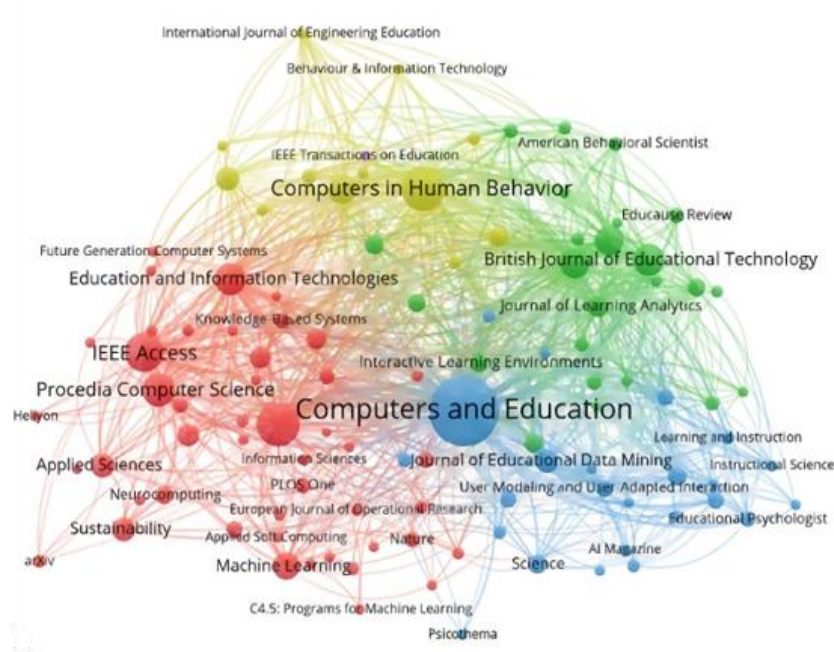 International Journal of Engineering Education
Behaviour & Information Technology
American Behavioral Scientist
IEEE Transactions on Education
Computers in Human Behavior
Educause Review
Future Generation Computer Systems
British Journal of Educational Technology
Education and Information Technologies
Journal of Learning Analytics
Knowledge-Based Systems
IEEE Access
Interactive Learning Environments
Procedia Computer Science
Computers and Education
Heliyon
Learning and Instruction
Information Sciences
Journal of Educational Data Mining
Applied Sciences
Instructional Science
PLOS One
User Modeling and User Adapted Interaction
Neurocomputing
European Journal of Operational Research
Educational Psychologist
Sustainability
Applied Soft Computing
Nature
AI Magazine
arxiv
Machine Learning
Science
C4.5: Programs for Machine Learning
Psicothema